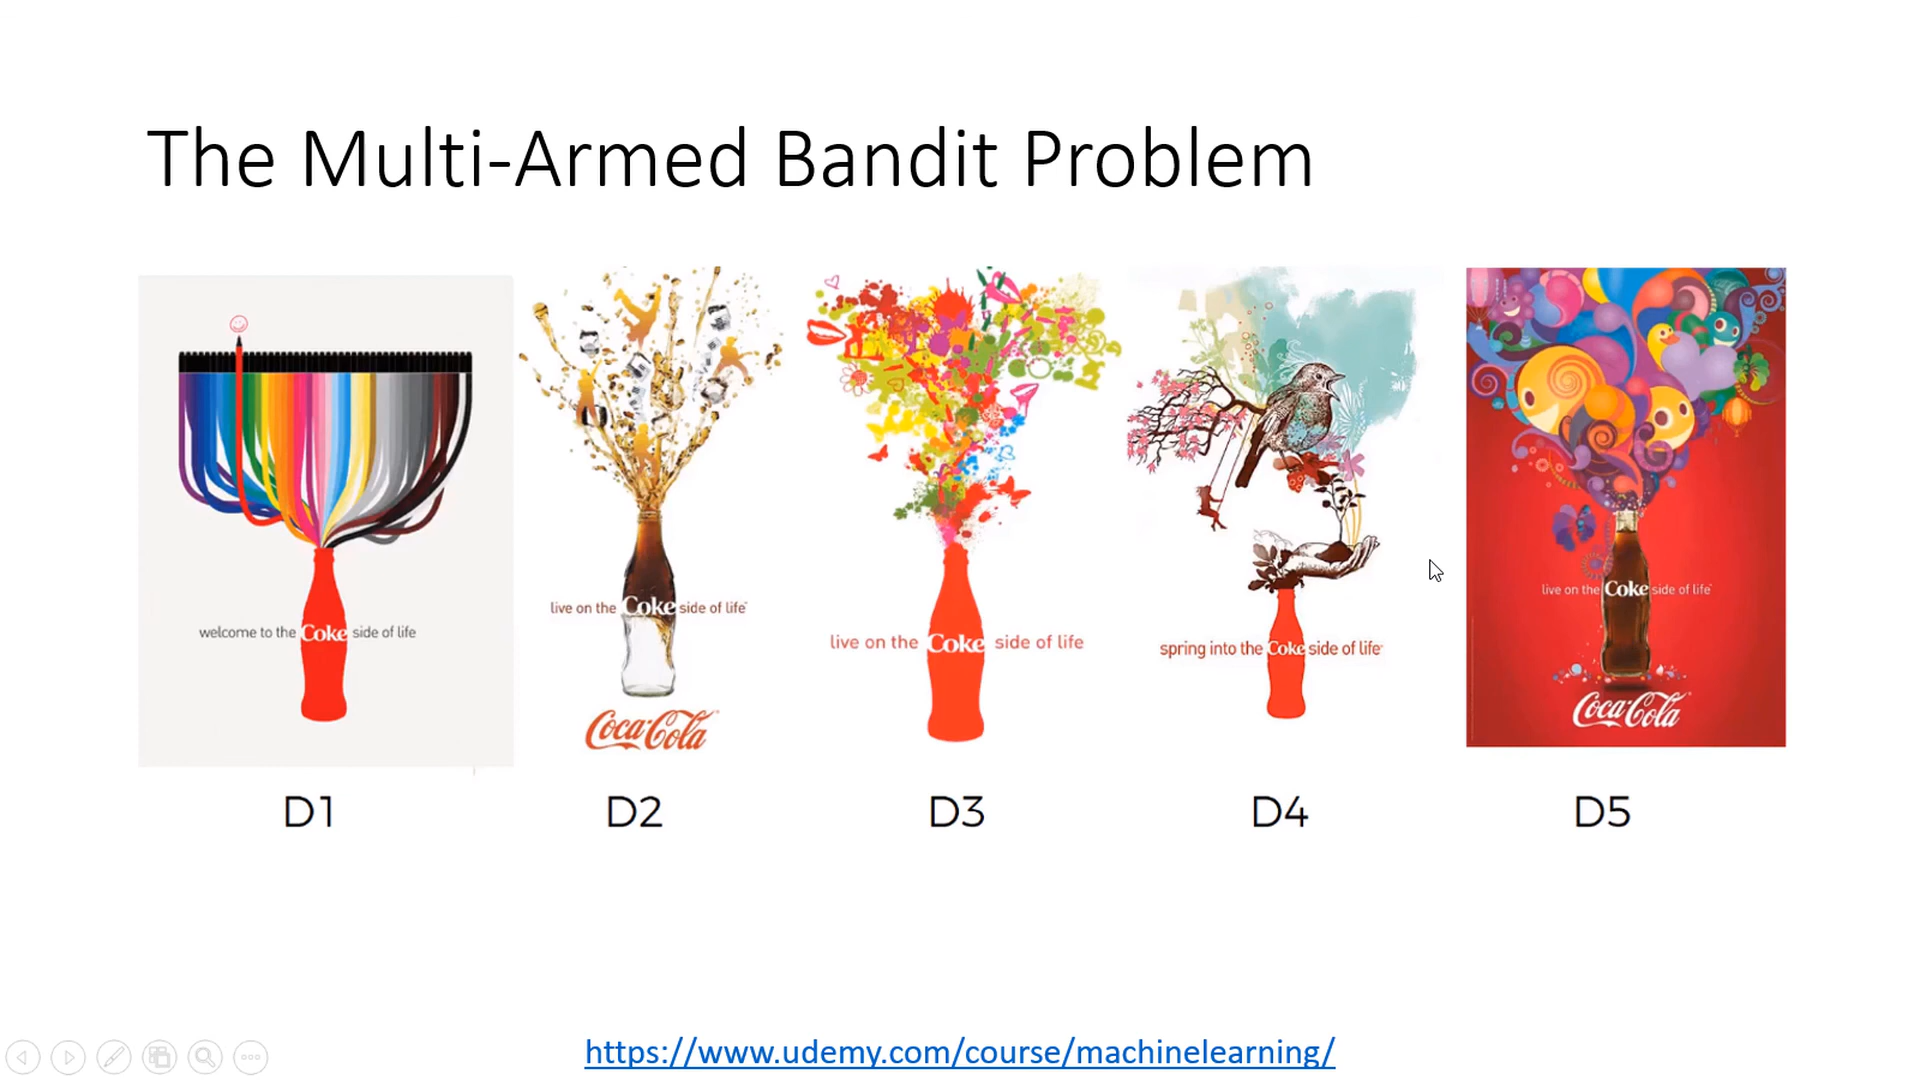 The Multi-Armed Bandit Problem
welcome to the Coke side of life
live on the Coke side of life
Coca-Cola
live on the Coke side of life
spring into the Coke side of life
live on the Coke side of life
Coca-Cola
D1
D2
D3
D4
D5
https://www.udemy.com/course/machinelearning/